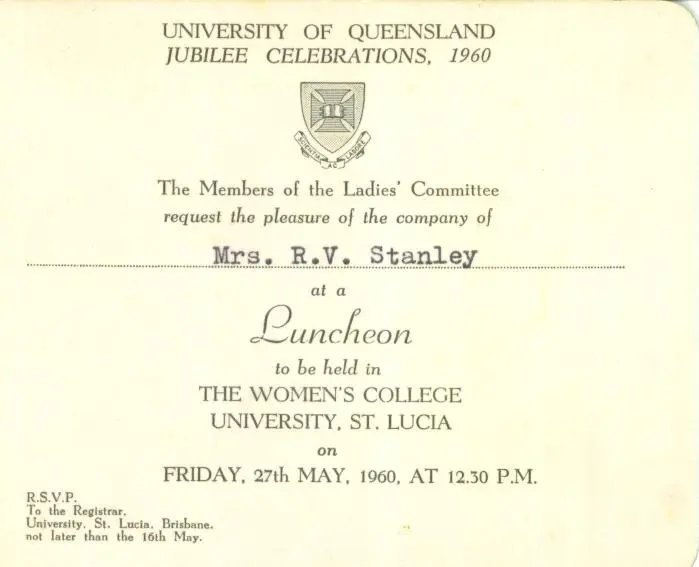 UNIVERSITY OF QUEENSLAND
JUBILEE CELEBRATIONS, 1960
SCIENTIA AC LABORE
The Members of the Ladies' Committee
request the pleasure of the company of
Mrs. R.V. Stanley
at a
Luncheon
to be held in
THE WOMEN'S COLLEGE
UNIVERSITY, ST. LUCIA
on
FRIDAY, 27th MAY, 1960, AT 12.30 P.M.
R.S.V.P.
To the Registrar,
University, St. Lucia, Brisbane,
not later than the 16th May.